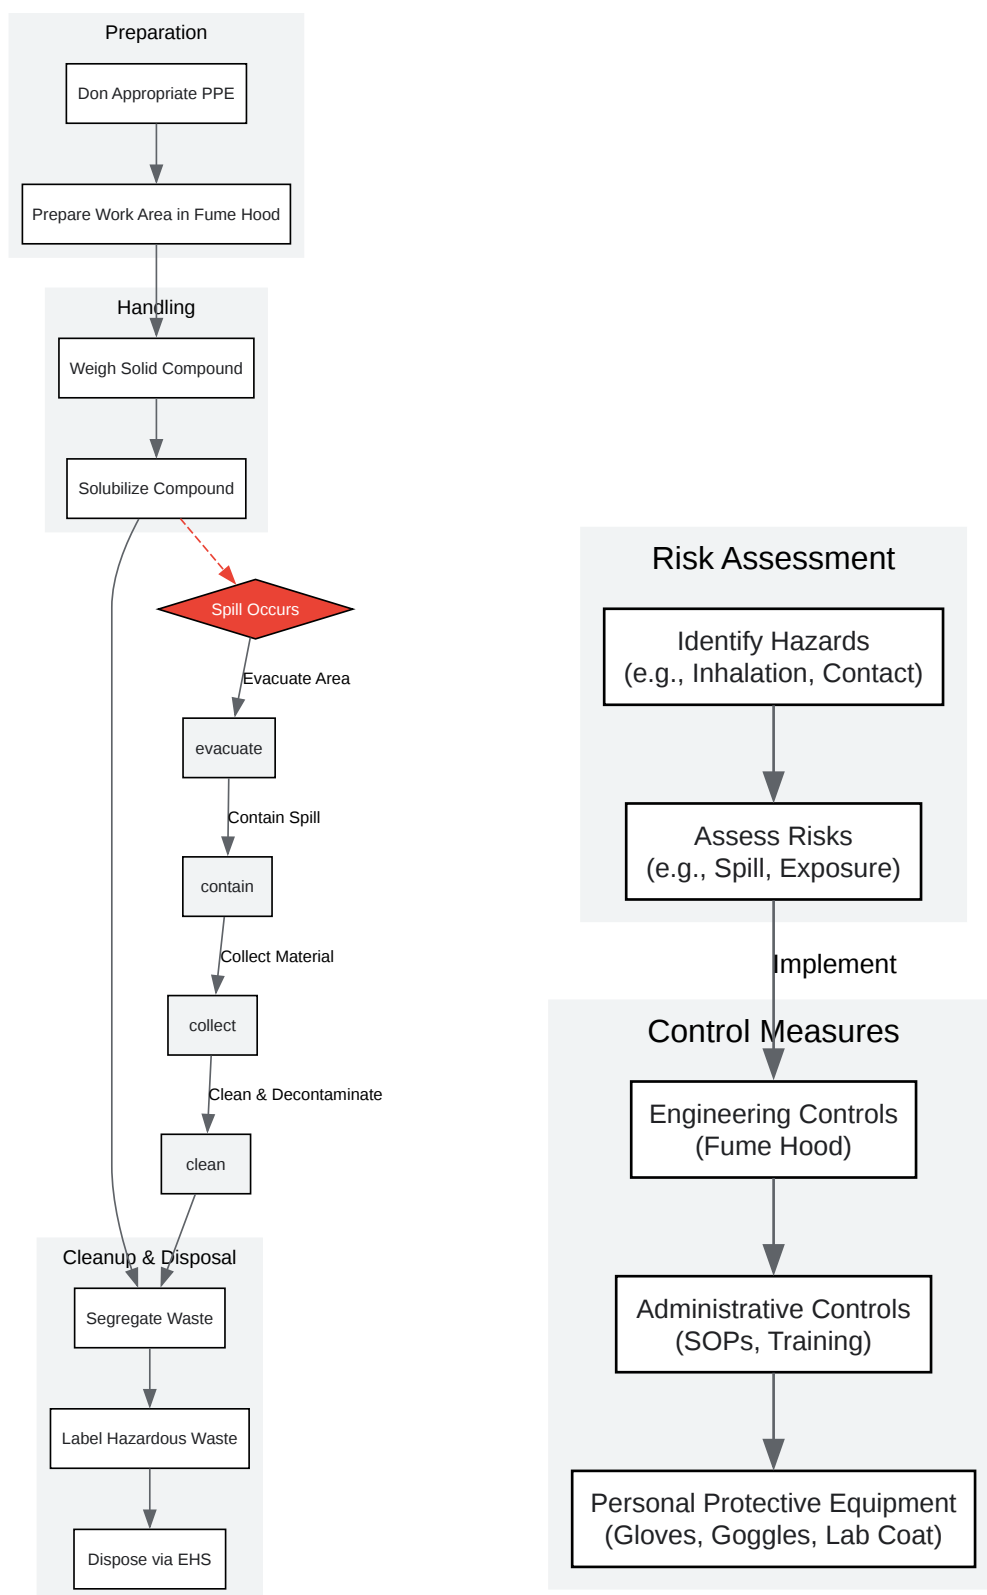 Preparation
Don Appropriate PPE
Prepare Work Area in Fume Hood
Handling
Weigh Solid Compound
Solubilize Compound
Spill Occurs
Evacuate Area
evacuate
Contain Spill
contain
Collect Material
collect
Clean & Decontaminate
clean
Cleanup & Disposal
Segregate Waste
Label Hazardous Waste
Dispose via EHS
Risk Assessment
Identify Hazards
(e.g., Inhalation, Contact)
Assess Risks
(e.g., Spill, Exposure)
Implement
Control Measures
Engineering Controls
(Fume Hood)
Administrative Controls
(SOPs, Training)
Personal Protective Equipment
(Gloves, Goggles, Lab Coat)